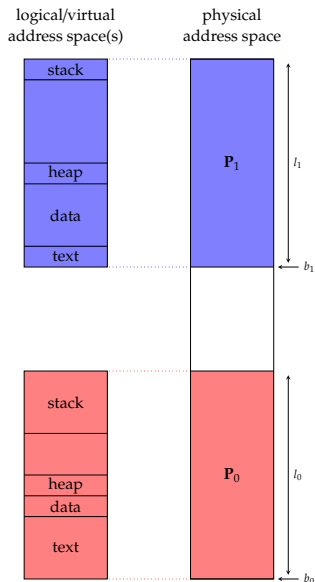 logical/virtual
address space(s)
physical
address space
stack
heap
data
text
P₁
l₁
b₁
stack
heap
data
text
P₀
l₀
b₀